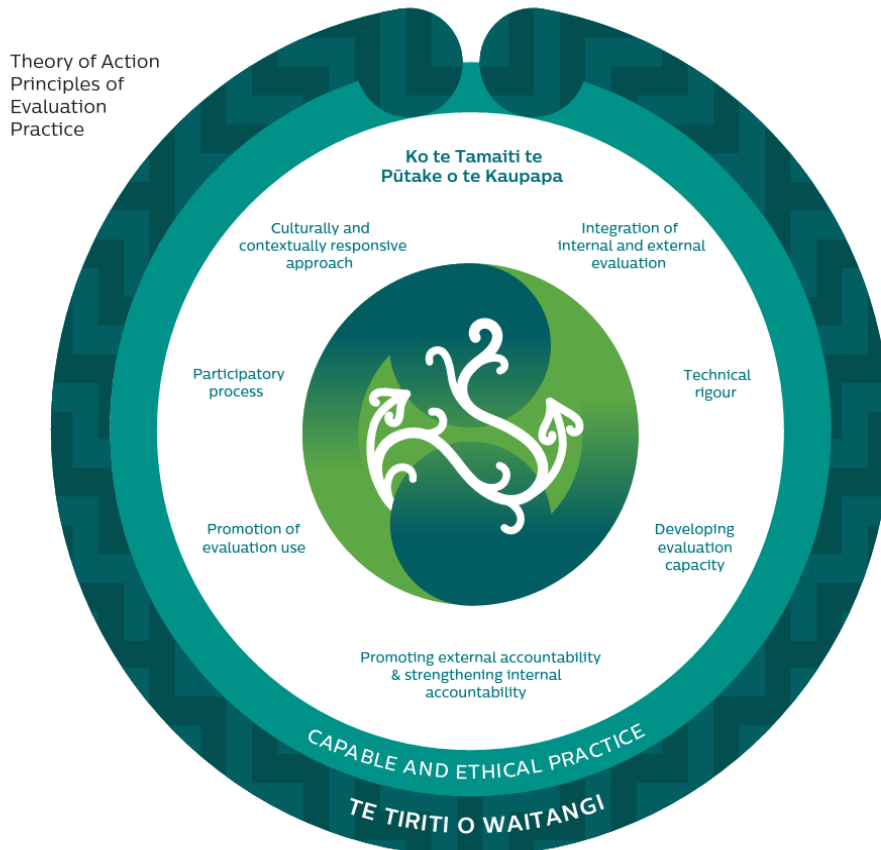 Theory of Action
Principles of
Evaluation
Practice
Ko te Tamaiti te
Pūtake o te Kaupapa
Culturally and
contextually responsive
approach
Integration of
internal and external
evaluation
Participatory
process
Technical
rigour
Promotion of
evaluation use
Developing
evaluation
capacity
Promoting external accountability
& strengthening internal
accountability
CAPABLE AND ETHICAL PRACTICE
TE TIRITI O WAITANGI